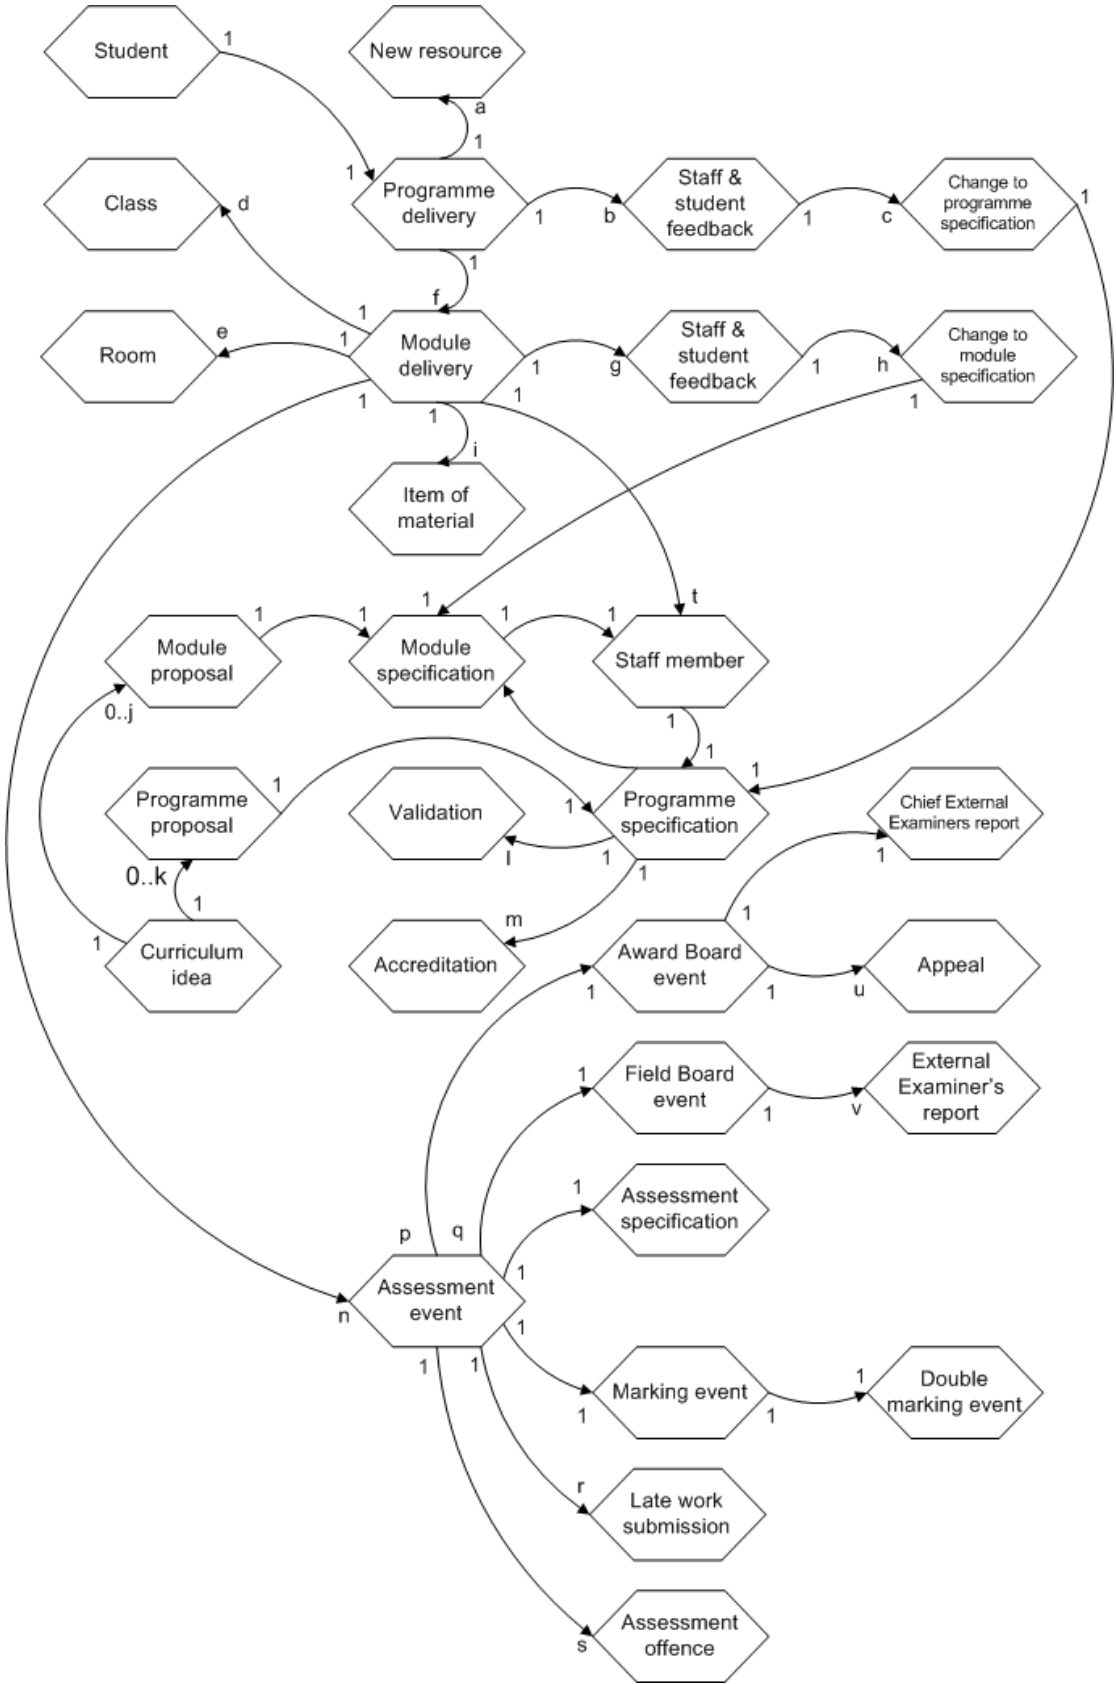 Student
1
New resource
a
1
1
Class
d
Programme
delivery
1
b
Staff &
student
feedback
1
c
Change to
programme
specification
1
1
f
1
Room
e
1
Module
delivery
1
g
Staff &
student
feedback
1
h
Change to
module
specification
1
1
1
1
i
Item of
material
t
1
1
1
1
1
Module
proposal
Module
specification
Staff member
0..j
1
1
1
1
1
Programme
proposal
Validation
Programme
specification
Chief External
Examiners report
1
0..k
l
1
1
1
m
1
1
Curriculum
idea
Accreditation
Award Board
event
Appeal
1
1
u
1
Field Board
event
External
Examiner's
report
1
v
1
Assessment
specification
p
q
1
Assessment
event
n
1
1
1
Marking event
1
1
1
Double
marking event
r
Late work
submission
Assessment
offence
s